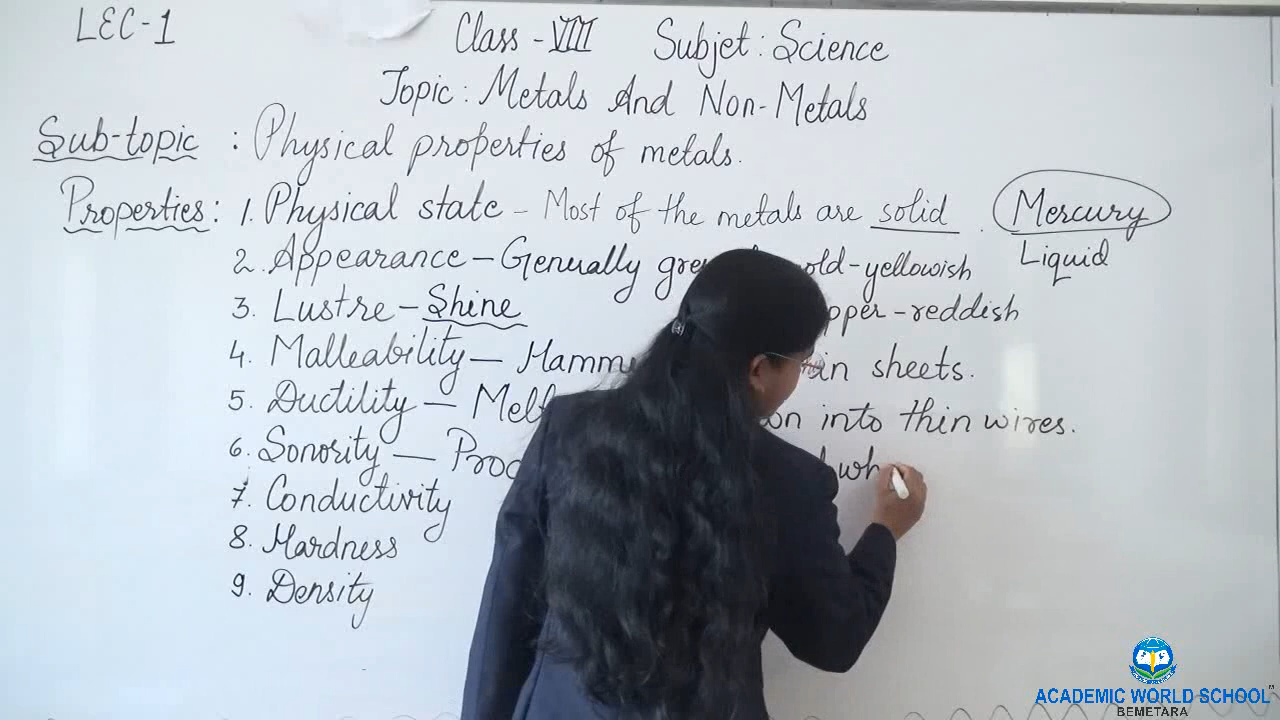 LEC-1
Class - VIII Subjet : Science
Topic : Metals And Non-Metals
Sub-topic : Physical properties of metals.
Properties : 1. Physical state - Most of the metals are solid . Mercury
Liquid
2. Appearance - Generally yellowish
3. Lustre - Shine - reddish
4. Malleability - sheets.
5. Ductility - into thin wires.
6. Sonority -
7. Conductivity
8. Hardness
9. Density
ACADEMIC WORLD SCHOOL
BEMETARA